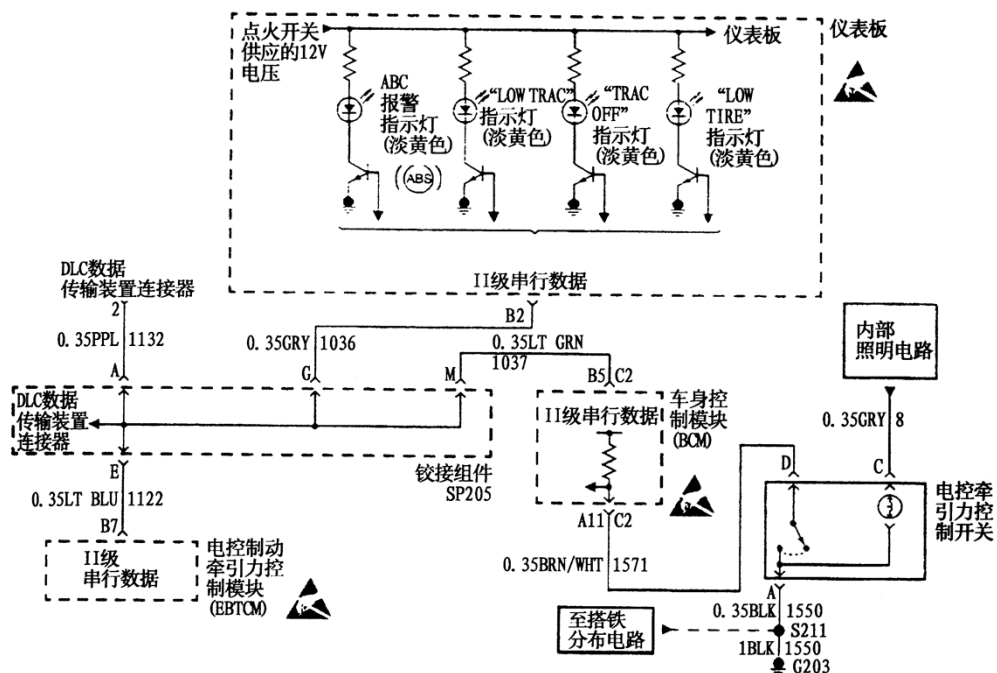 点火开关
供应的12V
电压
仪表板
仪表板
ABC
报警
指示灯
(淡黄色)
(ABS)
“LOW TRAC”
指示灯
(淡黄色)
“TRAC
OFF”
指示灯
(淡黄色)
“LOW
TIRE”
指示灯
(淡黄色)
II级串行数据
B2
DLC数据
传输装置连接器
2
0.35PPL 1132
A
0.35GRY 1036
G
0.35LT GRN
1037
M
B5 C2
DLC数据
传输装置
连接器
铰接组件
SP205
E
0.35LT BLU 1122
B7
II级
串行数据
电控制动
牵引力控
制模块
(EBTCM)
II级串行数据
车身控
制模块
(BCM)
A11 C2
0.35BRN/WHT 1571
内部
照明电路
0.35GRY 8
D
C
电控牵
引力控
制开关
A
0.35BLK 1550
至搭铁
分布电路
S211
1BLK 1550
G203